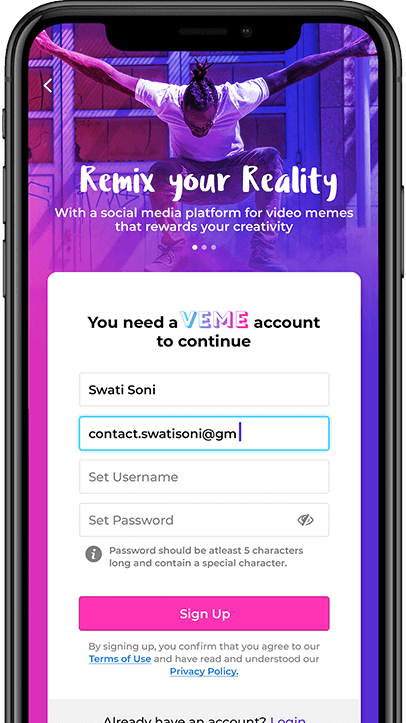 Remix your Reality
With a social media platform for video memes
that rewards your creativity
You need a VEME account
to continue
Swati Soni
contact.swatisoni@gm
Set Username
Set Password
Password should be atleast 5 characters
long and contain a special character.
Sign Up
By signing up, you confirm that you agree to our
Terms of Use and have read and understood our
Privacy Policy.
Already have an account? Login